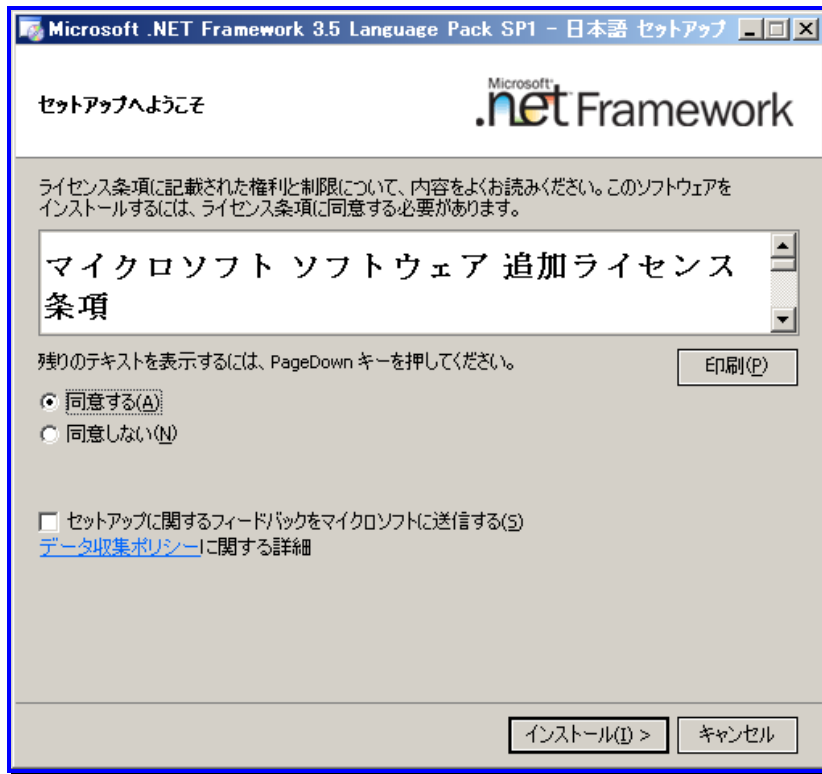 Microsoft .NET Framework 3.5 Language Pack SP1 - 日本語 セットアップ
セットアップへようこそ
Microsoft
.net Framework
ライセンス条項に記載された権利と制限について、内容をよくお読みください。このソフトウェアを
インストールするには、ライセンス条項に同意する必要があります。
マイクロソフト ソフトウェア 追加ライセンス
条項
残りのテキストを表示するには、PageDown キーを押してください。
印刷(P)
同意する(A)
同意しない(N)
セットアップに関するフィードバックをマイクロソフトに送信する(S)
データ収集ポリシーに関する詳細
インストール(I) >
キャンセル